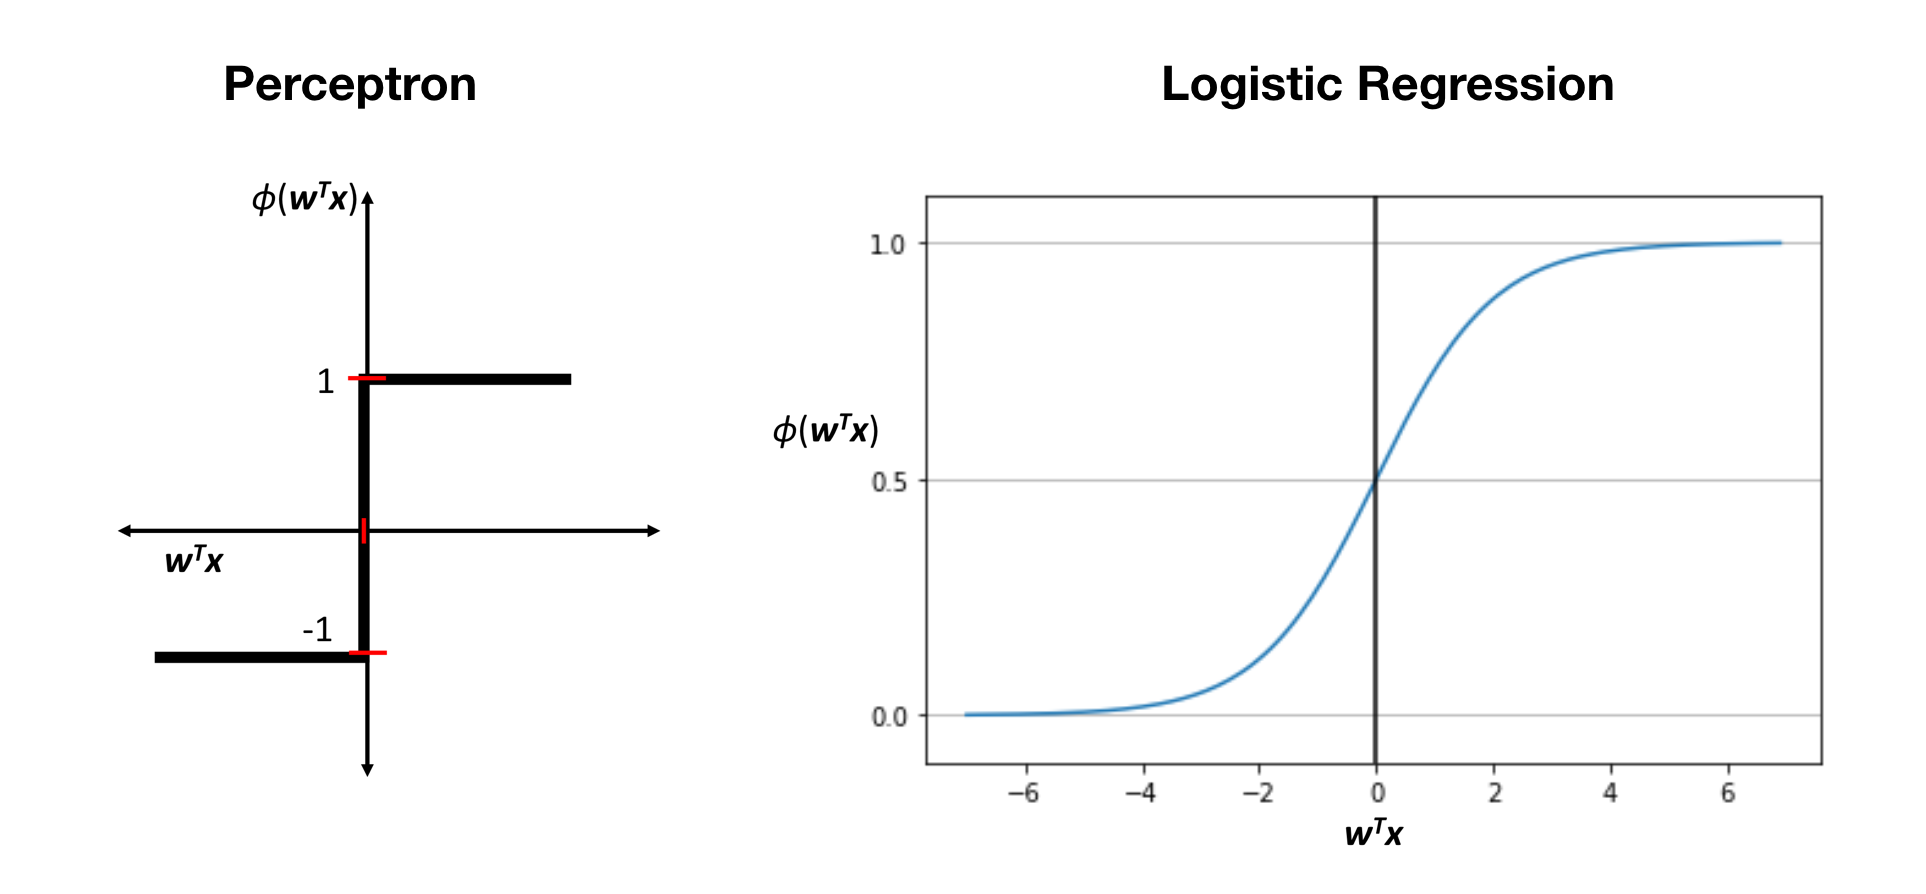 Perceptron
ϕ(wᵀx)
1
wᵀx
-1
Logistic Regression
1.0
ϕ(wᵀx)
0.5
0.0
−6 −4 −2 0 2 4 6
wᵀx